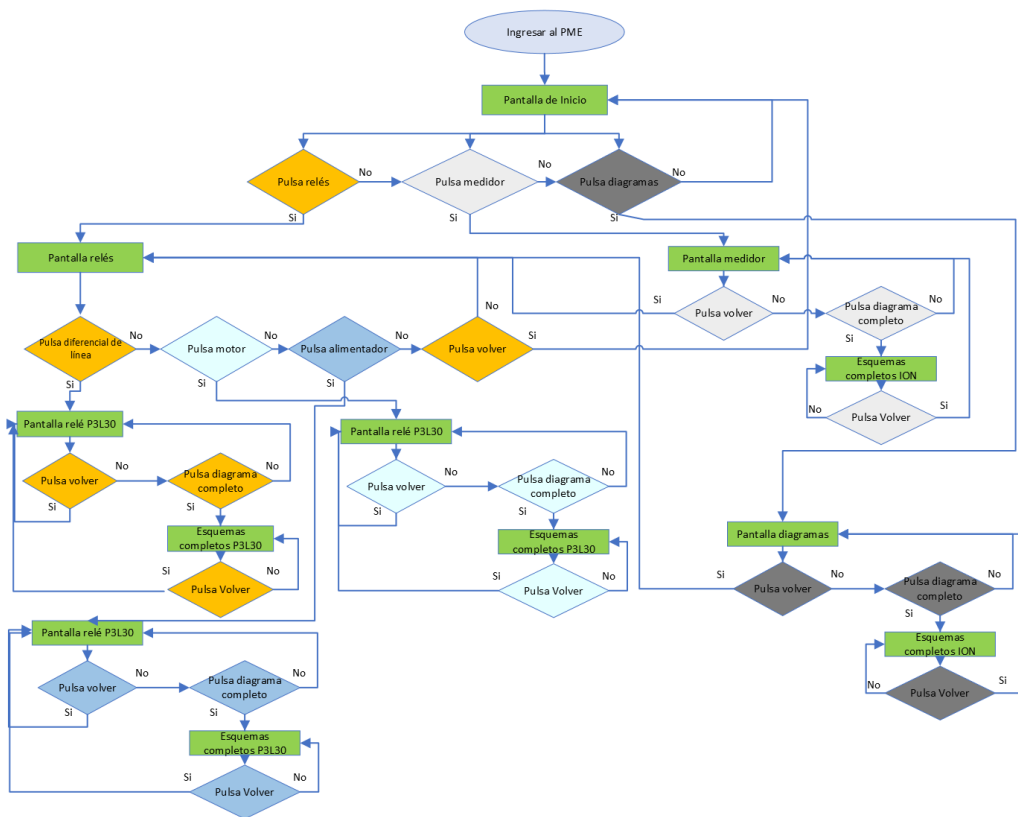 Ingresar al PME
Pantalla de Inicio
Pulsa relés
No
Pulsa medidor
No
Pulsa diagramas
No
Si
Si
Si
Pantalla relés
Pantalla medidor
Pulsa diferencial de
línea
No
Pulsa motor
No
Pulsa alimentador
No
Pulsa volver
No
Si
Si
Pulsa volver
No
Pulsa diagrama
completo
No
Si
Esquemas
completos ION
Pulsa Volver
No
Si
Si
Si
Si
Pantalla relé P3L30
Pulsa volver
No
Pulsa diagrama
completo
No
Si
Si
Esquemas
completos P3L30
Si
Pulsa Volver
No
Pantalla relé P3L30
Pulsa volver
No
Pulsa diagrama
completo
No
Si
Si
Esquemas
completos P3L30
Si
Pulsa Volver
No
Pantalla diagramas
Si
Pulsa volver
No
Pulsa diagrama
completo
No
Si
Esquemas
completos ION
No
Pulsa Volver
Si
Pantalla relé P3L30
Pulsa volver
No
Pulsa diagrama
completo
No
Si
Si
Esquemas
completos P3L30
Si
Pulsa Volver
No